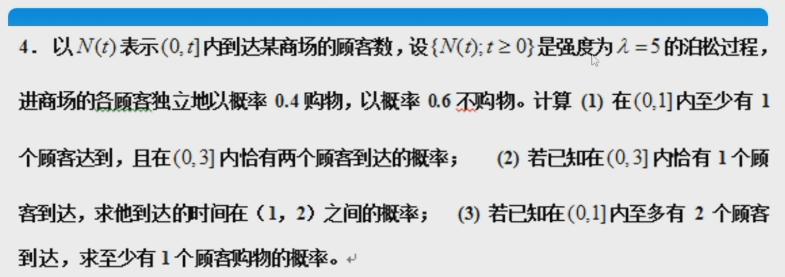 4． 以 N(t) 表示 (0,t] 内到达某商场的顾客数，设 {N(t);t≥0} 是强度为 λ=5 的泊松过程，
进商场的各顾客独立地以概率 0.4 购物，以概率 0.6 不购物。计算 (1) 在 (0,1] 内至少有 1
个顾客达到，且在 (0,3] 内恰有两个顾客到达的概率； (2) 若已知在 (0,3] 内恰有 1 个顾
客到达，求他到达的时间在（1，2）之间的概率； (3) 若已知在 (0,1] 内至多有 2 个顾客
到达，求至少有 1 个顾客购物的概率。↵